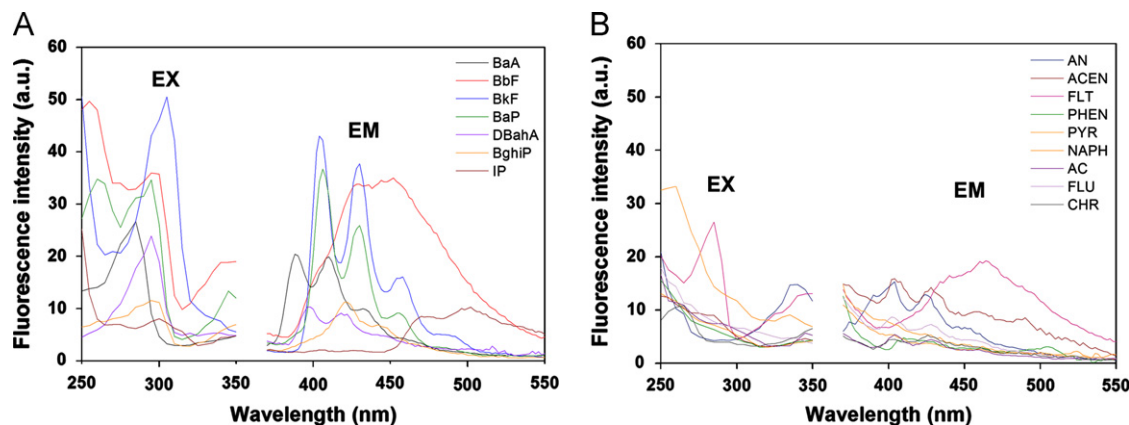 A
Fluorescence intensity (a.u.)
60
50
40
30
20
10
0
EX
EM
BaA
BbF
BkF
BaP
DBahA
BghiP
IP
250 300 350 400 450 500 550
Wavelength (nm)
B
Fluorescence intensity (a.u.)
60
50
40
30
20
10
0
EX
EM
AN
ACEN
FLT
PHEN
PYR
NAPH
AC
FLU
CHR
250 300 350 400 450 500 550
Wavelength (nm)